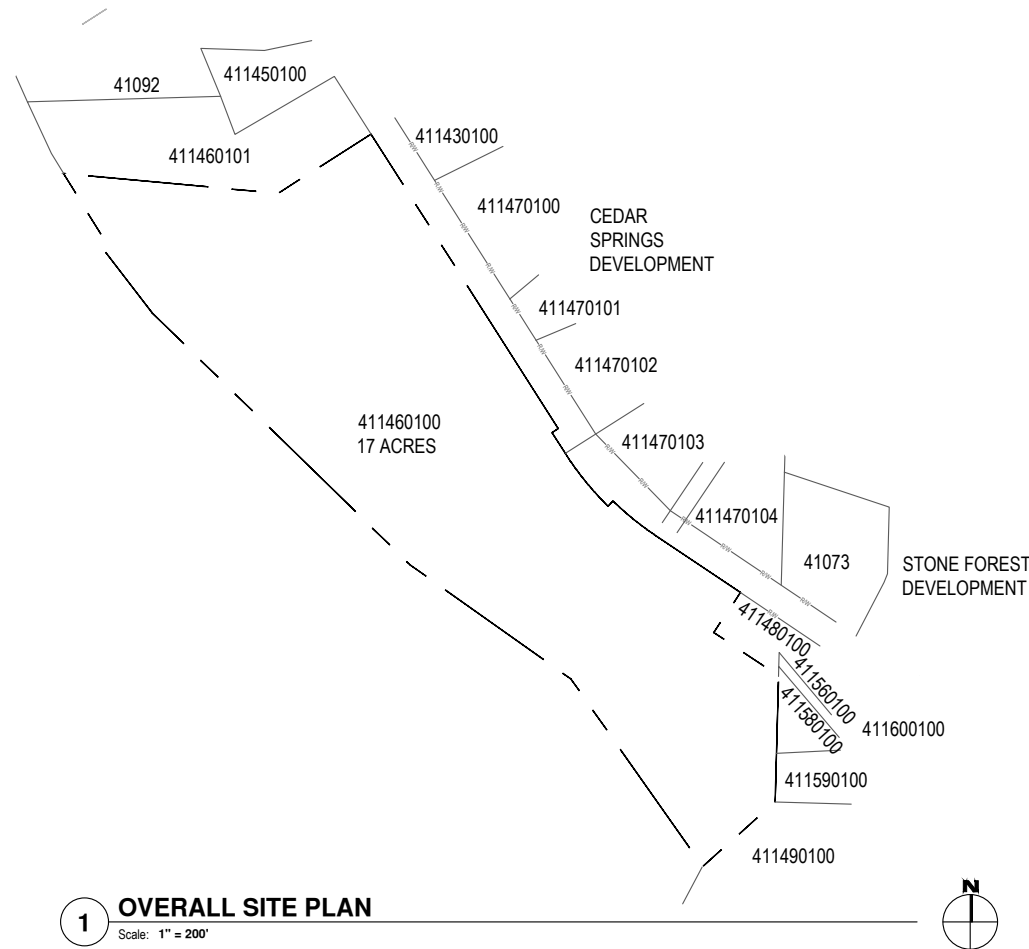 41092
411450100
411460101
411430100
R/W
411470100
R/W
CEDAR
SPRINGS
DEVELOPMENT
R/W
R/W
411470101
R/W
R/W
411470102
R/W
411460100
17 ACRES
411470103
R/W
R/W
411470104
R/W
R/W
R/W
R/W
41073
STONE FOREST
DEVELOPMENT
R/W
411480100
411560100
411580100
411600100
411590100
411490100
1
OVERALL SITE PLAN
Scale: 1" = 200'
N